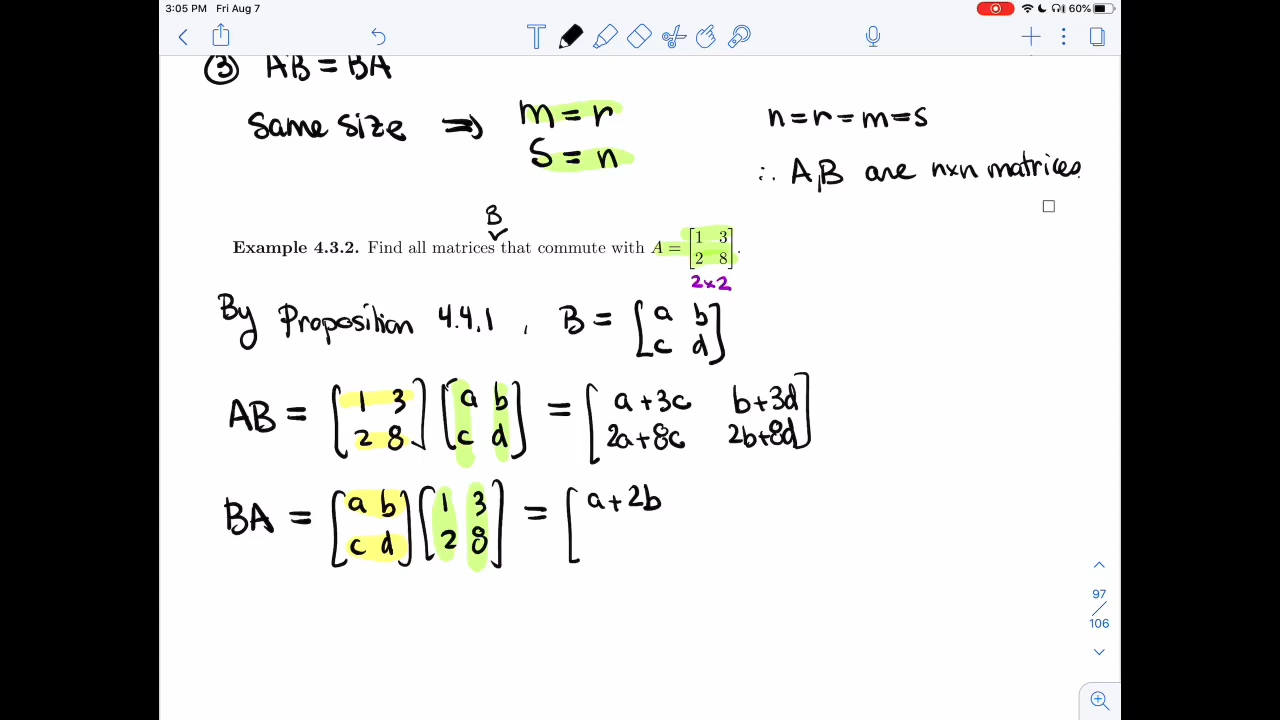 3:05 PM Fri Aug 7
60%
③ AB = BA
Same size ⇒ m = r
S = n
n = r = m = s
∴ A,B are n×n matrices.
□
B
Example 4.3.2. Find all matrices that commute with A = [1 3
2 8].
2×2
By Proposition 4.4.1, B = [a b
c d]
AB = [1 3 [a b = [a + 3c b + 3d
2 8] c d] 2a + 8c 2b + 8d]
BA = [a b [1 3 = [a + 2b
c d] 2 8]
97
106